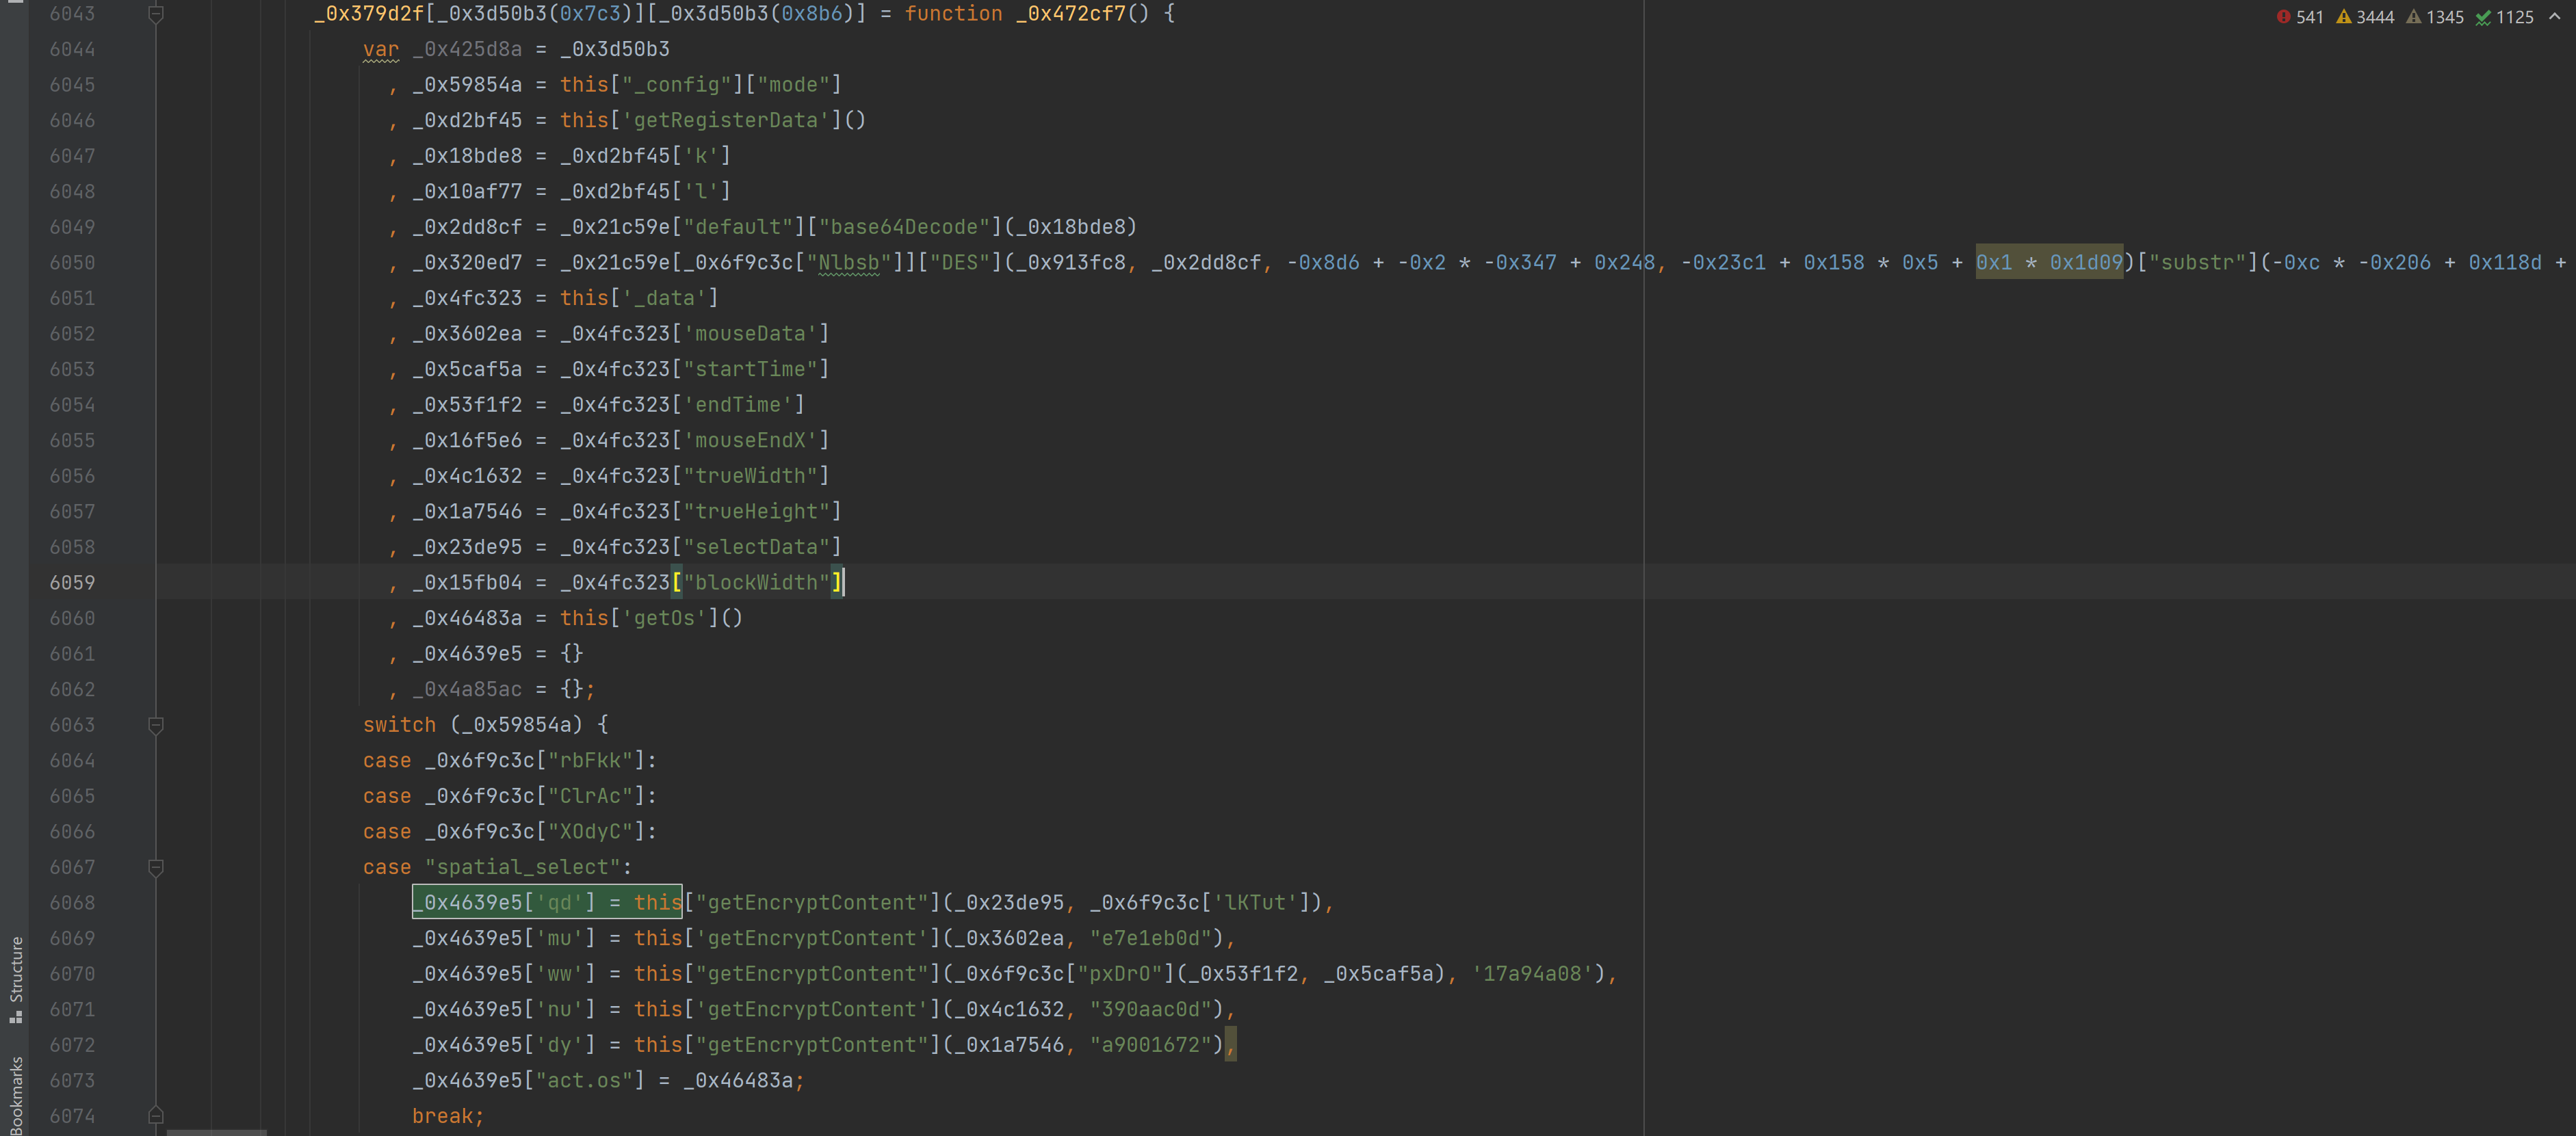 6043 _0x379d2f[_0x3d50b3(0x7c3)][_0x3d50b3(0x8b6)] = function _0x472cf7() {
541 3444 1345 1125
6044 var _0x425d8a = _0x3d50b3
6045 , _0x59854a = this["_config"]["mode"]
6046 , _0xd2bf45 = this['getRegisterData']()
6047 , _0x18bde8 = _0xd2bf45['k']
6048 , _0x10af77 = _0xd2bf45['l']
6049 , _0x2dd8cf = _0x21c59e["default"]["base64Decode"](_0x18bde8)
6050 , _0x320ed7 = _0x21c59e[_0x6f9c3c["Nlbsb"]]["DES"](_0x913fc8, _0x2dd8cf, -0x8d6 + -0x2 * -0x347 + 0x248, -0x23c1 + 0x158 * 0x5 + 0x1 * 0x1d09)["substr"](-0xc * -0x206 + 0x118d +
6051 , _0x4fc323 = this['_data']
6052 , _0x3602ea = _0x4fc323['mouseData']
6053 , _0x5caf5a = _0x4fc323["startTime"]
6054 , _0x53f1f2 = _0x4fc323['endTime']
6055 , _0x16f5e6 = _0x4fc323['mouseEndX']
6056 , _0x4c1632 = _0x4fc323["trueWidth"]
6057 , _0x1a7546 = _0x4fc323["trueHeight"]
6058 , _0x23de95 = _0x4fc323["selectData"]
6059 , _0x15fb04 = _0x4fc323["blockWidth"]
6060 , _0x46483a = this['getOs']()
6061 , _0x4639e5 = {}
6062 , _0x4a85ac = {};
6063 switch (_0x59854a) {
6064 case _0x6f9c3c["rbFkk"]:
6065 case _0x6f9c3c["ClrAc"]:
6066 case _0x6f9c3c["XOdyC"]:
6067 case "spatial_select":
6068 _0x4639e5['qd'] = this["getEncryptContent"](_0x23de95, _0x6f9c3c['lKTut']),
6069 _0x4639e5['mu'] = this['getEncryptContent'](_0x3602ea, "e7e1eb0d"),
6070 _0x4639e5['ww'] = this["getEncryptContent"](_0x6f9c3c["pxDrO"](_0x53f1f2, _0x5caf5a), '17a94a08'),
6071 _0x4639e5['nu'] = this['getEncryptContent'](_0x4c1632, "390aac0d"),
6072 _0x4639e5['dy'] = this["getEncryptContent"](_0x1a7546, "a9001672"),
6073 _0x4639e5["act.os"] = _0x46483a;
6074 break;
Structure
Bookmarks